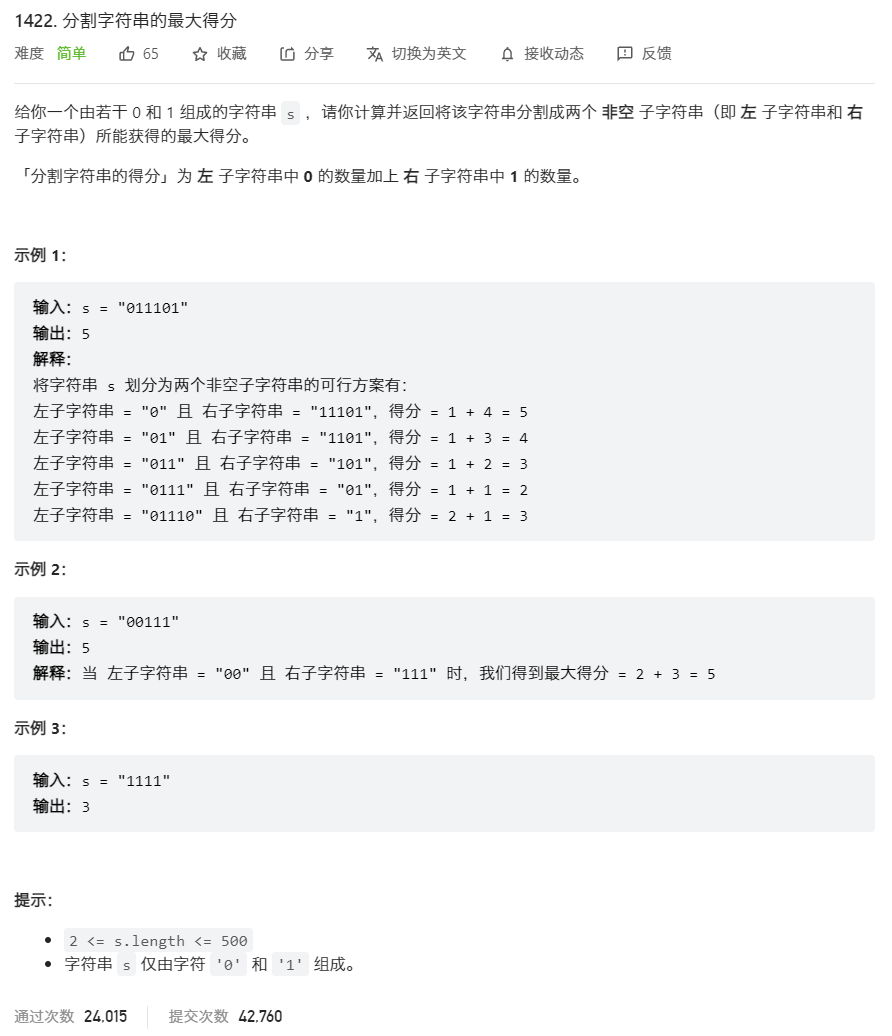 1422. 分割字符串的最大得分
难度 简单 65 收藏 分享 切换为英文 接收动态 反馈
给你一个由若干 0 和 1 组成的字符串 s ，请你计算并返回将该字符串分割成两个 非空 子字符串（即 左 子字符串和 右
子字符串）所能获得的最大得分。
「分割字符串的得分」为 左 子字符串中 0 的数量加上 右 子字符串中 1 的数量。
示例 1：
输入：s = "011101"
输出：5
解释：
将字符串 s 划分为两个非空子字符串的可行方案有：
左子字符串 = "0" 且 右子字符串 = "11101"，得分 = 1 + 4 = 5
左子字符串 = "01" 且 右子字符串 = "1101"，得分 = 1 + 3 = 4
左子字符串 = "011" 且 右子字符串 = "101"，得分 = 1 + 2 = 3
左子字符串 = "0111" 且 右子字符串 = "01"，得分 = 1 + 1 = 2
左子字符串 = "01110" 且 右子字符串 = "1"，得分 = 2 + 1 = 3
示例 2：
输入：s = "00111"
输出：5
解释：当 左子字符串 = "00" 且 右子字符串 = "111" 时，我们得到最大得分 = 2 + 3 = 5
示例 3：
输入：s = "1111"
输出：3
提示：
2 <= s.length <= 500
字符串 s 仅由字符 '0' 和 '1' 组成。
通过次数 24,015 提交次数 42,760